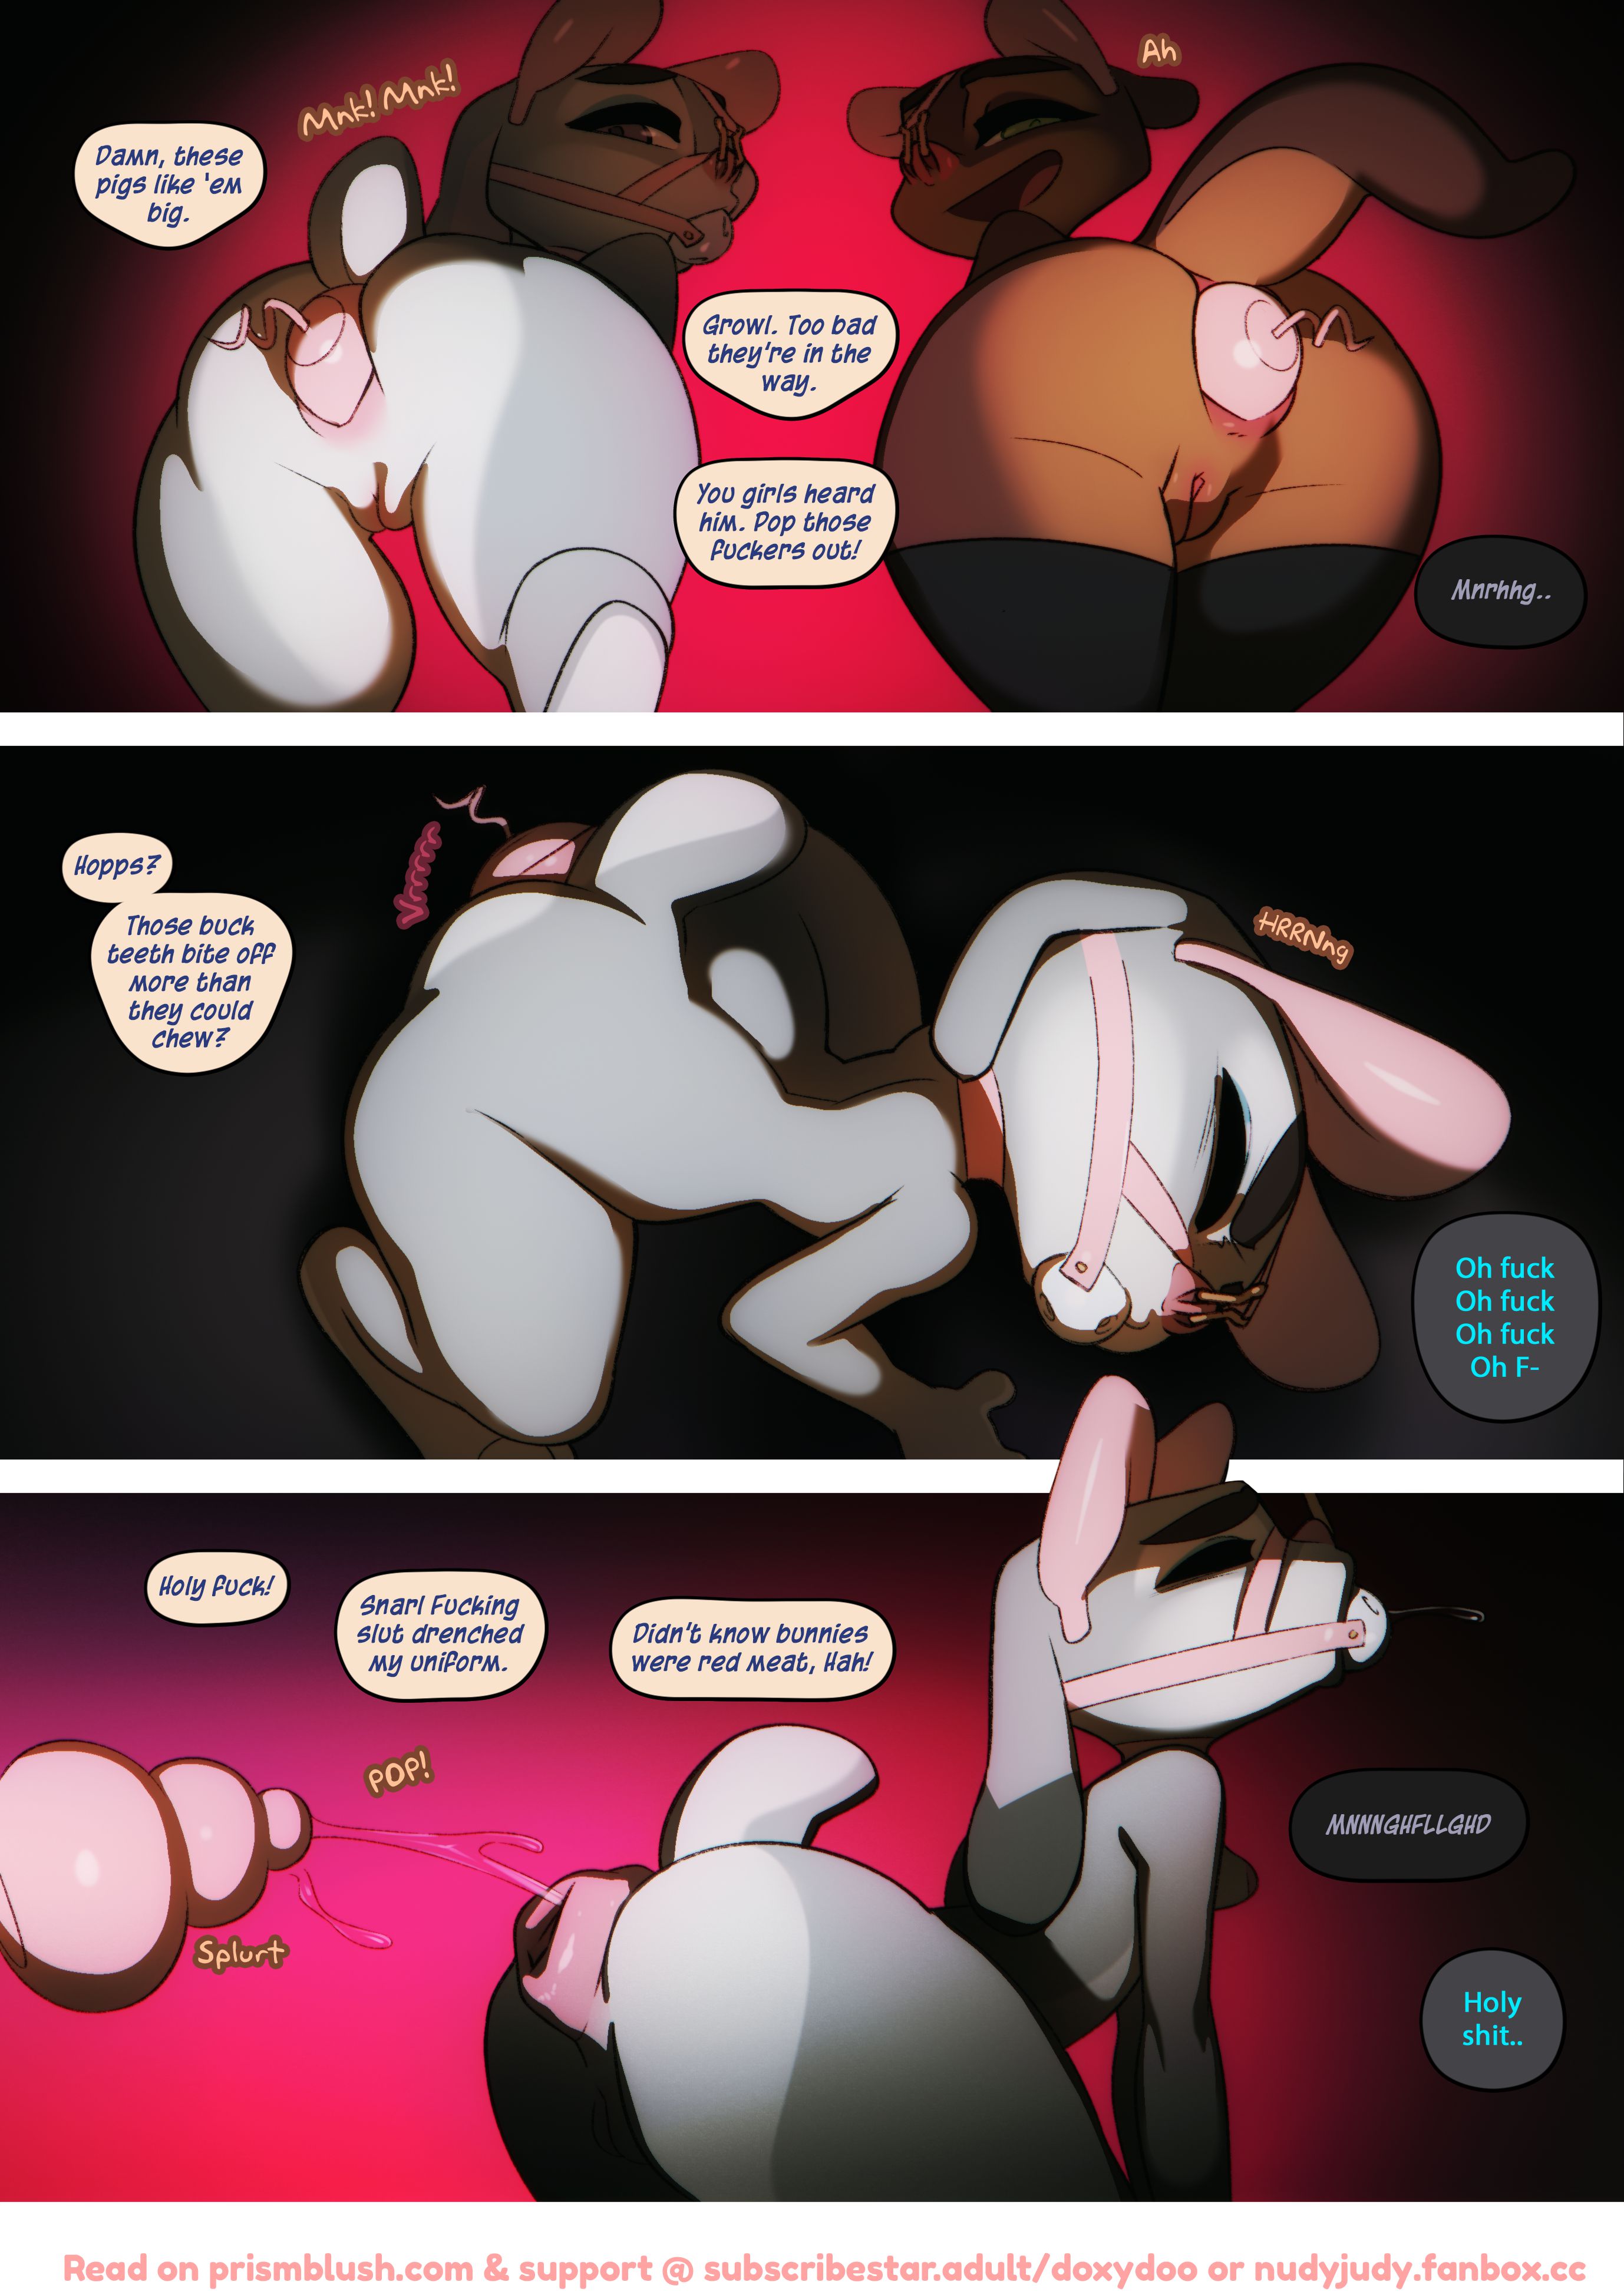 Mnk! Mnk!
Ah
Damn, these
pigs like 'em
big.
Growl. Too bad
they're in the
way.
You girls heard
him. Pop those
fuckers out!
Mnrhhg..
Hopps?
Those buck
teeth bite off
more than
they could
chew?
HRRNng
Oh fuck
Oh fuck
Oh fuck
Oh F-
Holy fuck!
Snarl Fucking
slut drenched
my uniform.
Didn't know bunnies
were red meat, Hah!
POP!
MNNNGHFLLGHD
Splurt
Holy
shit..
Read on prismblush.com & support @ subscribestar.adult/doxydoo or nudyjudy.fanbox.cc